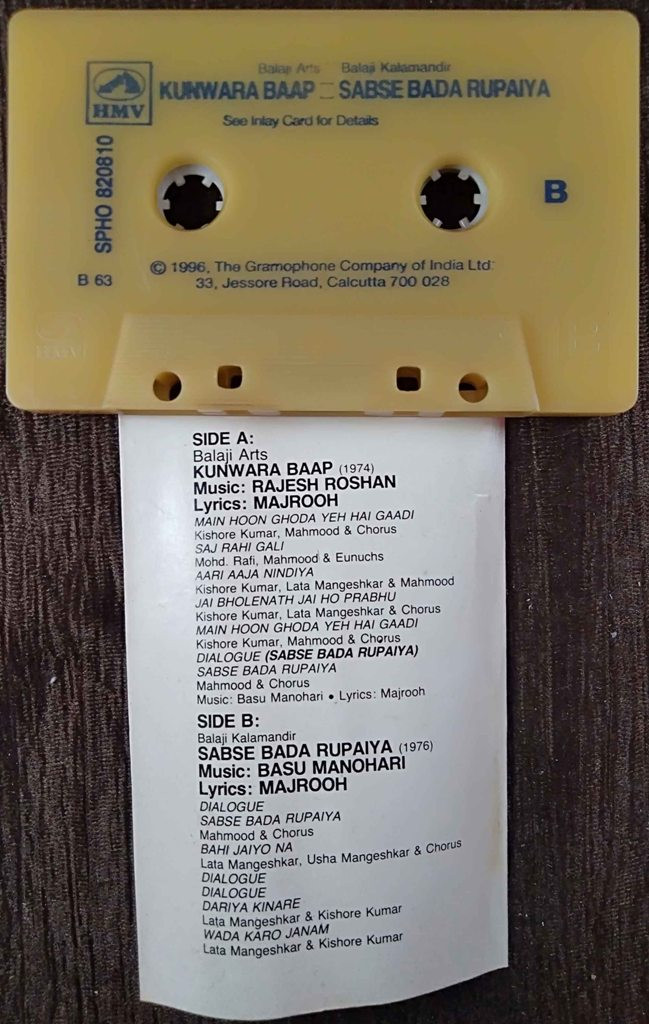 Balaji Arts Balaji Kalamandir
HMV
KUNWARA BAAP :: SABSE BADA RUPAIYA
See Inlay Card for Details
SPHO 820810
B
B 63
© 1996, The Gramophone Company of India Ltd.
33, Jessore Road, Calcutta 700 028
HMV
SIDE A:
Balaji Arts
KUNWARA BAAP (1974)
Music: RAJESH ROSHAN
Lyrics: MAJROOH
MAIN HOON GHODA YEH HAI GAADI
Kishore Kumar, Mahmood & Chorus
SAJ RAHI GALI
Mohd. Rafi, Mahmood & Eunuchs
AARI AAJA NINDIYA
Kishore Kumar, Lata Mangeshkar & Mahmood
JAI BHOLENATH JAI HO PRABHU
Kishore Kumar, Lata Mangeshkar & Chorus
MAIN HOON GHODA YEH HAI GAADI
Kishore Kumar, Mahmood & Chorus
DIALOGUE (SABSE BADA RUPAIYA)
SABSE BADA RUPAIYA
Mahmood & Chorus
Music: Basu Manohari • Lyrics: Majrooh
SIDE B:
Balaji Kalamandir
SABSE BADA RUPAIYA (1976)
Music: BASU MANOHARI
Lyrics: MAJROOH
DIALOGUE
SABSE BADA RUPAIYA
Mahmood & Chorus
BAHI JAIYO NA
Lata Mangeshkar, Usha Mangeshkar & Chorus
DIALOGUE
DIALOGUE
DARIYA KINARE
Lata Mangeshkar & Kishore Kumar
WADA KARO JANAM
Lata Mangeshkar & Kishore Kumar